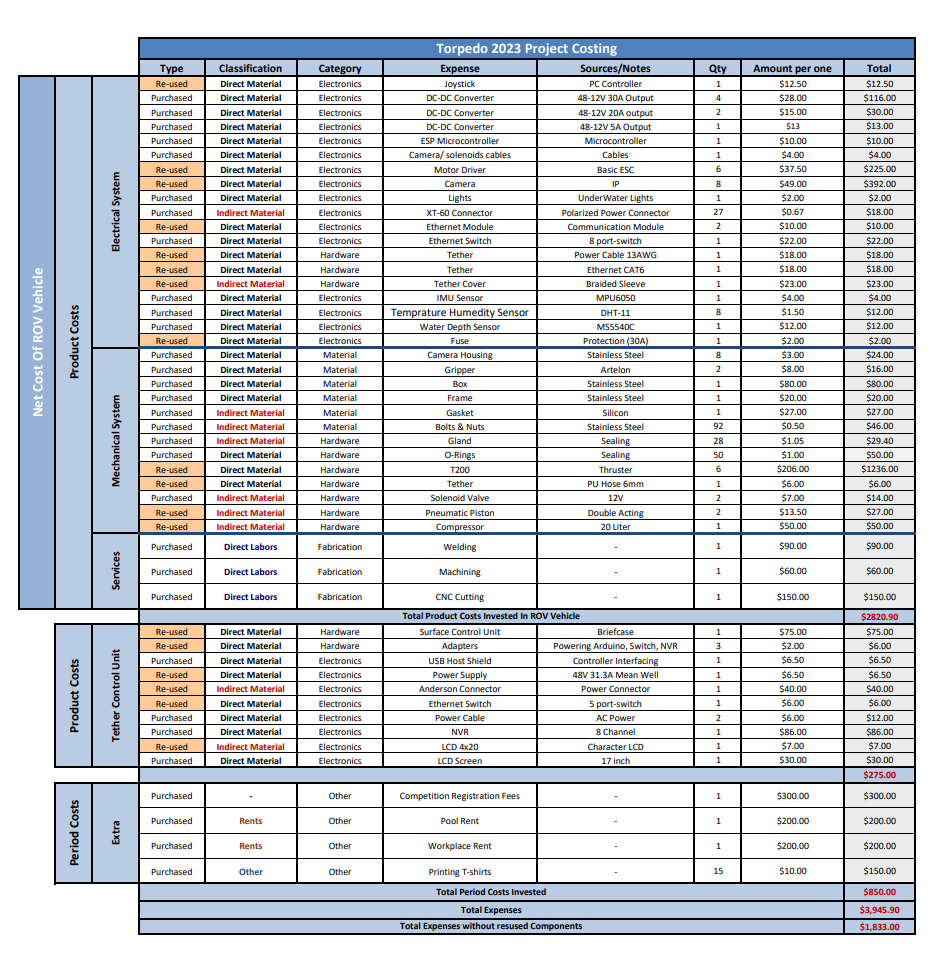 Torpedo 2023 Project Costing
Type Classification Category Expense Sources/Notes Qty Amount per one Total
Net Cost Of ROV Vehicle
Product Costs
Electrical System
Re-used Direct Material Electronics Joystick PC Controller 1 $12.50 $12.50
Purchased Direct Material Electronics DC-DC Converter 48-12V 30A Output 4 $28.00 $116.00
Purchased Direct Material Electronics DC-DC Converter 48-12V 20A output 2 $15.00 $30.00
Purchased Direct Material Electronics DC-DC Converter 48-12V 5A Output 1 $13 $13.00
Purchased Direct Material Electronics ESP Microcontroller Microcontroller 1 $10.00 $10.00
Purchased Direct Material Electronics Camera/ solenoids cables Cables 1 $4.00 $4.00
Re-used Direct Material Electronics Motor Driver Basic ESC 6 $37.50 $225.00
Re-used Direct Material Electronics Camera IP 8 $49.00 $392.00
Purchased Direct Material Electronics Lights UnderWater Lights 1 $2.00 $2.00
Purchased Indirect Material Electronics XT-60 Connector Polarized Power Connector 27 $0.67 $18.00
Re-used Direct Material Electronics Ethernet Module Communication Module 2 $10.00 $10.00
Purchased Direct Material Electronics Ethernet Switch 8 port-switch 1 $22.00 $22.00
Re-used Direct Material Hardware Tether Power Cable 13AWG 1 $18.00 $18.00
Re-used Direct Material Hardware Tether Ethernet CAT6 1 $18.00 $18.00
Re-used Indirect Material Hardware Tether Cover Braided Sleeve 1 $23.00 $23.00
Purchased Direct Material Electronics IMU Sensor MPU6050 1 $4.00 $4.00
Purchased Direct Material Electronics Temprature Humedity Sensor DHT-11 8 $1.50 $12.00
Purchased Direct Material Electronics Water Depth Sensor MS5540C 1 $12.00 $12.00
Re-used Direct Material Electronics Fuse Protection (30A) 1 $2.00 $2.00
Mechanical System
Purchased Direct Material Material Camera Housing Stainless Steel 8 $3.00 $24.00
Purchased Direct Material Material Gripper Artelon 2 $8.00 $16.00
Purchased Direct Material Material Box Stainless Steel 1 $80.00 $80.00
Purchased Direct Material Material Frame Stainless Steel 1 $20.00 $20.00
Purchased Indirect Material Material Gasket Silicon 1 $27.00 $27.00
Purchased Indirect Material Material Bolts & Nuts Stainless Steel 92 $0.50 $46.00
Purchased Indirect Material Hardware Gland Sealing 28 $1.05 $29.40
Purchased Direct Material Hardware O-Rings Sealing 50 $1.00 $50.00
Re-used Direct Material Hardware T200 Thruster 6 $206.00 $1236.00
Re-used Direct Material Hardware Tether PU Hose 6mm 1 $6.00 $6.00
Purchased Indirect Material Hardware Solenoid Valve 12V 2 $7.00 $14.00
Re-used Indirect Material Hardware Pneumatic Piston Double Acting 2 $13.50 $27.00
Re-used Indirect Material Hardware Compressor 20 Liter 1 $50.00 $50.00
Services
Purchased Direct Labors Fabrication Welding - 1 $90.00 $90.00
Purchased Direct Labors Fabrication Machining - 1 $60.00 $60.00
Purchased Direct Labors Fabrication CNC Cutting - 1 $150.00 $150.00
Total Product Costs Invested In ROV Vehicle $2820.90
Product Costs
Tether Control Unit
Re-used Direct Material Hardware Surface Control Unit Briefcase 1 $75.00 $75.00
Re-used Direct Material Hardware Adapters Powering Arduino, Switch, NVR 3 $2.00 $6.00
Purchased Direct Material Electronics USB Host Shield Controller Interfacing 1 $6.50 $6.50
Re-used Direct Material Electronics Power Supply 48V 31.3A Mean Well 1 $6.50 $6.50
Re-used Indirect Material Electronics Anderson Connector Power Connector 1 $40.00 $40.00
Re-used Direct Material Electronics Ethernet Switch 5 port-switch 1 $6.00 $6.00
Purchased Direct Material Electronics Power Cable AC Power 2 $6.00 $12.00
Purchased Direct Material Electronics NVR 8 Channel 1 $86.00 $86.00
Re-used Indirect Material Electronics LCD 4x20 Character LCD 1 $7.00 $7.00
Purchased Direct Material Electronics LCD Screen 17 inch 1 $30.00 $30.00
$275.00
Period Costs
Extra
Purchased - Other Competition Registration Fees - 1 $300.00 $300.00
Purchased Rents Other Pool Rent - 1 $200.00 $200.00
Purchased Rents Other Workplace Rent - 1 $200.00 $200.00
Purchased Other Other Printing T-shirts 15 $10.00 $150.00
Total Period Costs Invested $850.00
Total Expenses $3,945.90
Total Expenses without resused Components $1,833.00